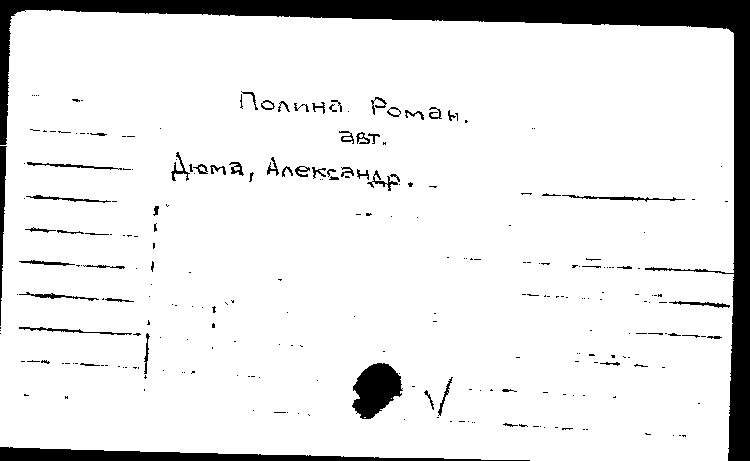 Полина. Роман.
авт.
Дюма, Александр. –